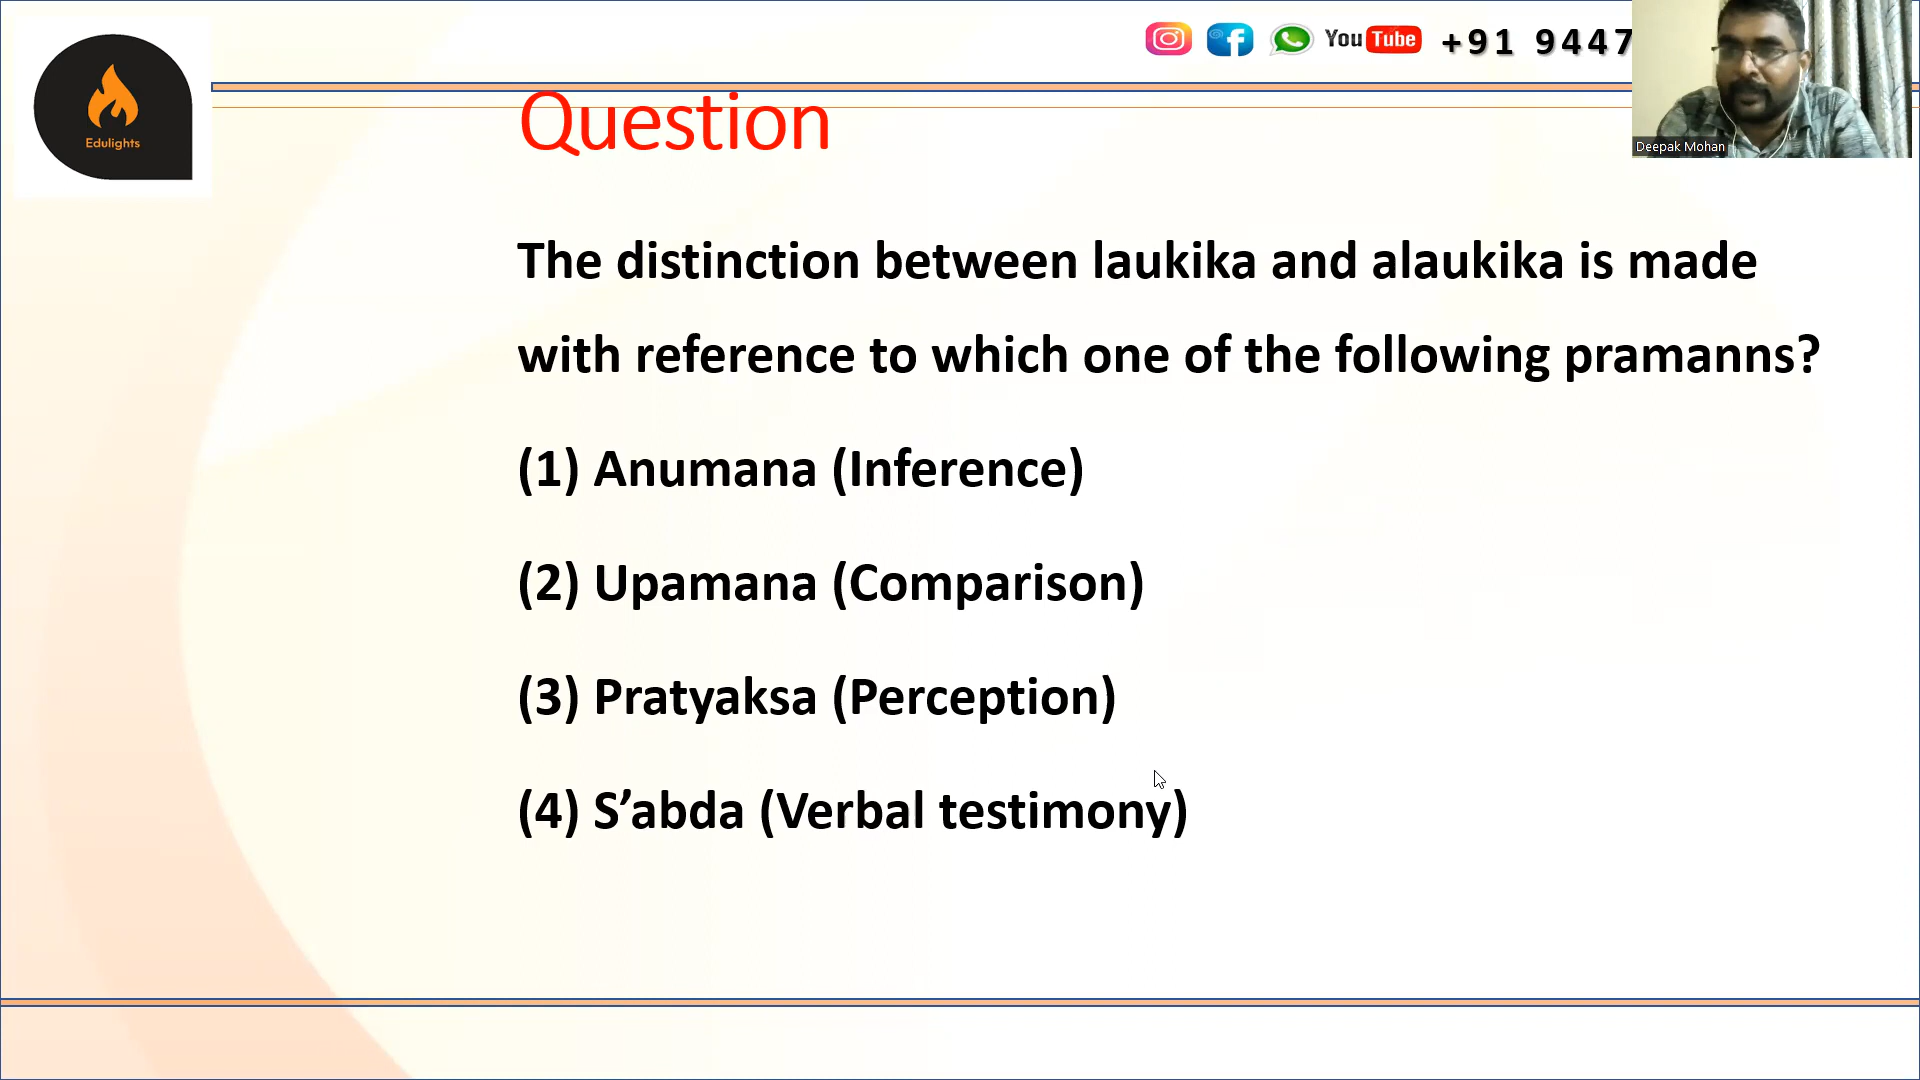 You Tube +91 9447
Edulights
Question
Deepak Mohan
The distinction between laukika and alaukika is made
with reference to which one of the following pramanns?
(1) Anumana (Inference)
(2) Upamana (Comparison)
(3) Pratyaksa (Perception)
(4) S’abda (Verbal testimony)